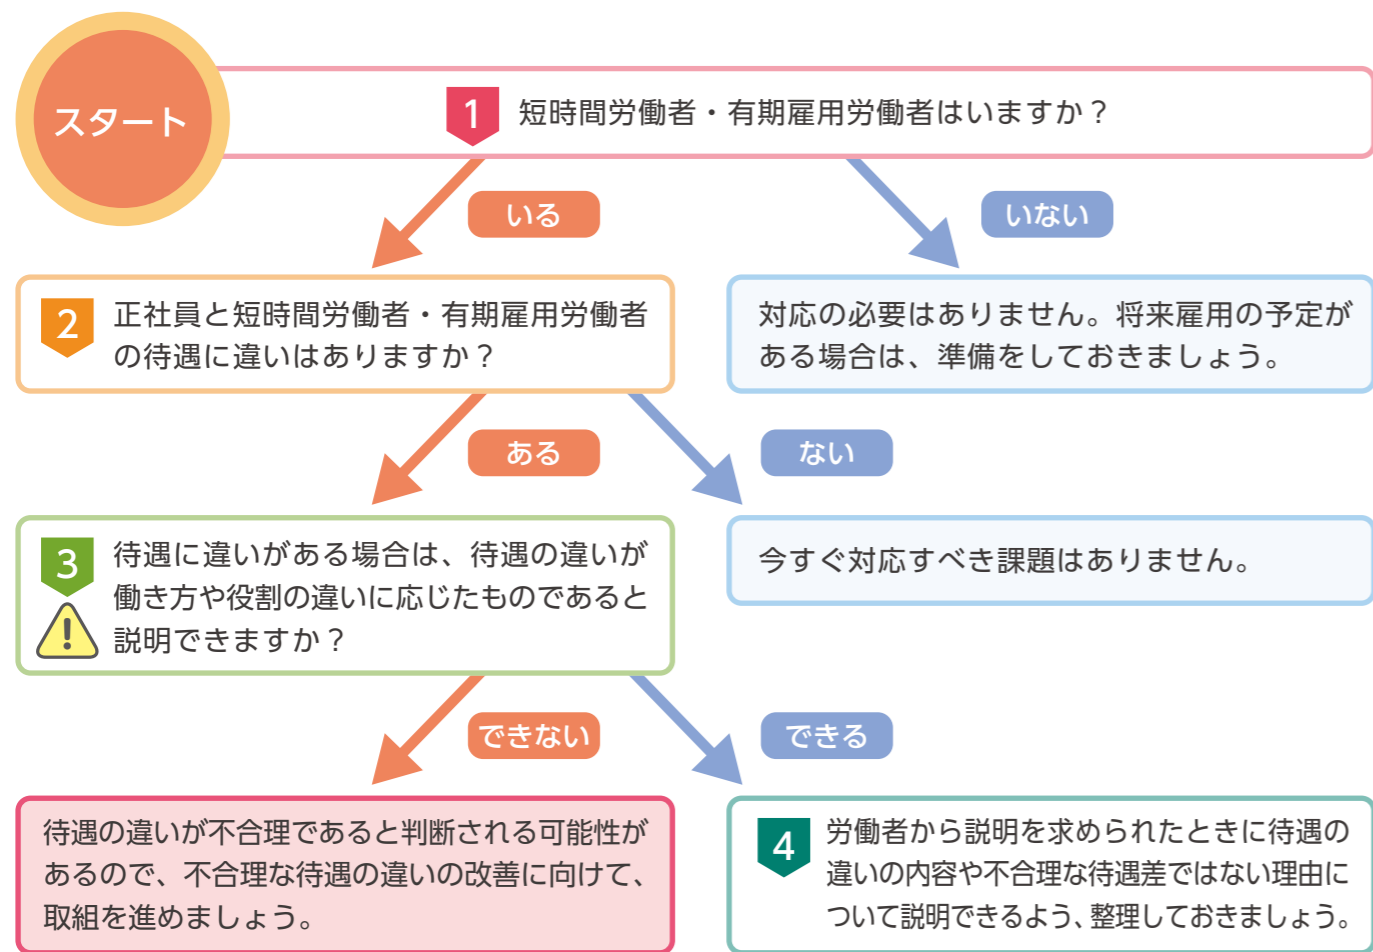 スタート
1 短時間労働者・有期雇用労働者はいますか？
いる
いない
2 正社員と短時間労働者・有期雇用労働者
の待遇に違いはありますか？
対応の必要はありません。将来雇用の予定が
ある場合は、準備をしておきましょう。
ある
ない
3 待遇に違いがある場合は、待遇の違いが
働き方や役割の違いに応じたものであると
説明できますか？
今すぐ対応すべき課題はありません。
できない
できる
待遇の違いが不合理であると判断される可能性が
あるので、不合理な待遇の違いの改善に向けて、
取組を進めましょう。
4 労働者から説明を求められたときに待遇の
違いの内容や不合理な待遇差ではない理由に
ついて説明できるよう、整理しておきましょう。